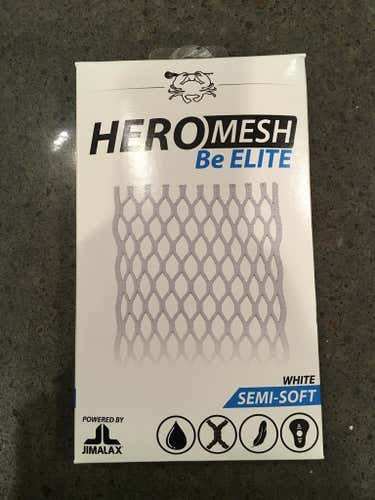 HEROMESH
Be ELITE
WHITE
SEMI-SOFT
POWERED BY
JIMALAX